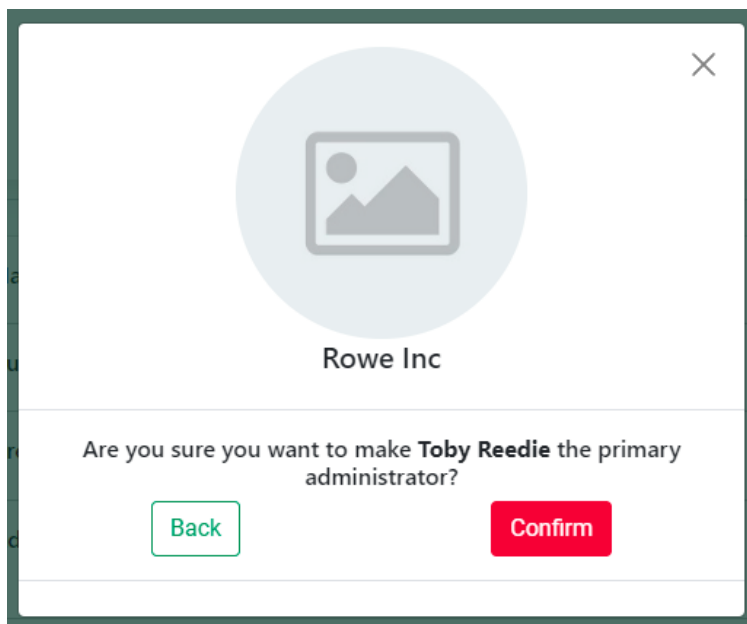 Rowe Inc
Are you sure you want to make Toby Reedie the primary
administrator?
Back
Confirm